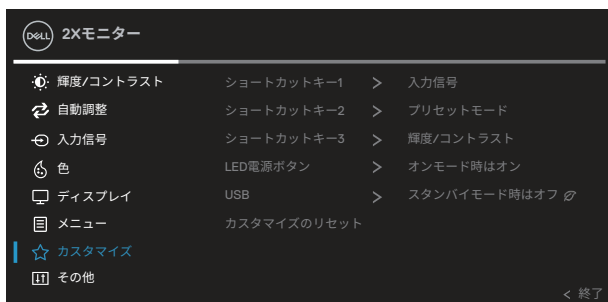 DELL 2Xモニター
輝度/コントラスト ショートカットキー1 > 入力信号
自動調整 ショートカットキー2 > プリセットモード
入力信号 ショートカットキー3 > 輝度/コントラスト
色 LED電源ボタン > オンモード時はオン
ディスプレイ USB > スタンバイモード時はオフ
メニュー カスタマイズのリセット
カスタマイズ
その他
< 終了